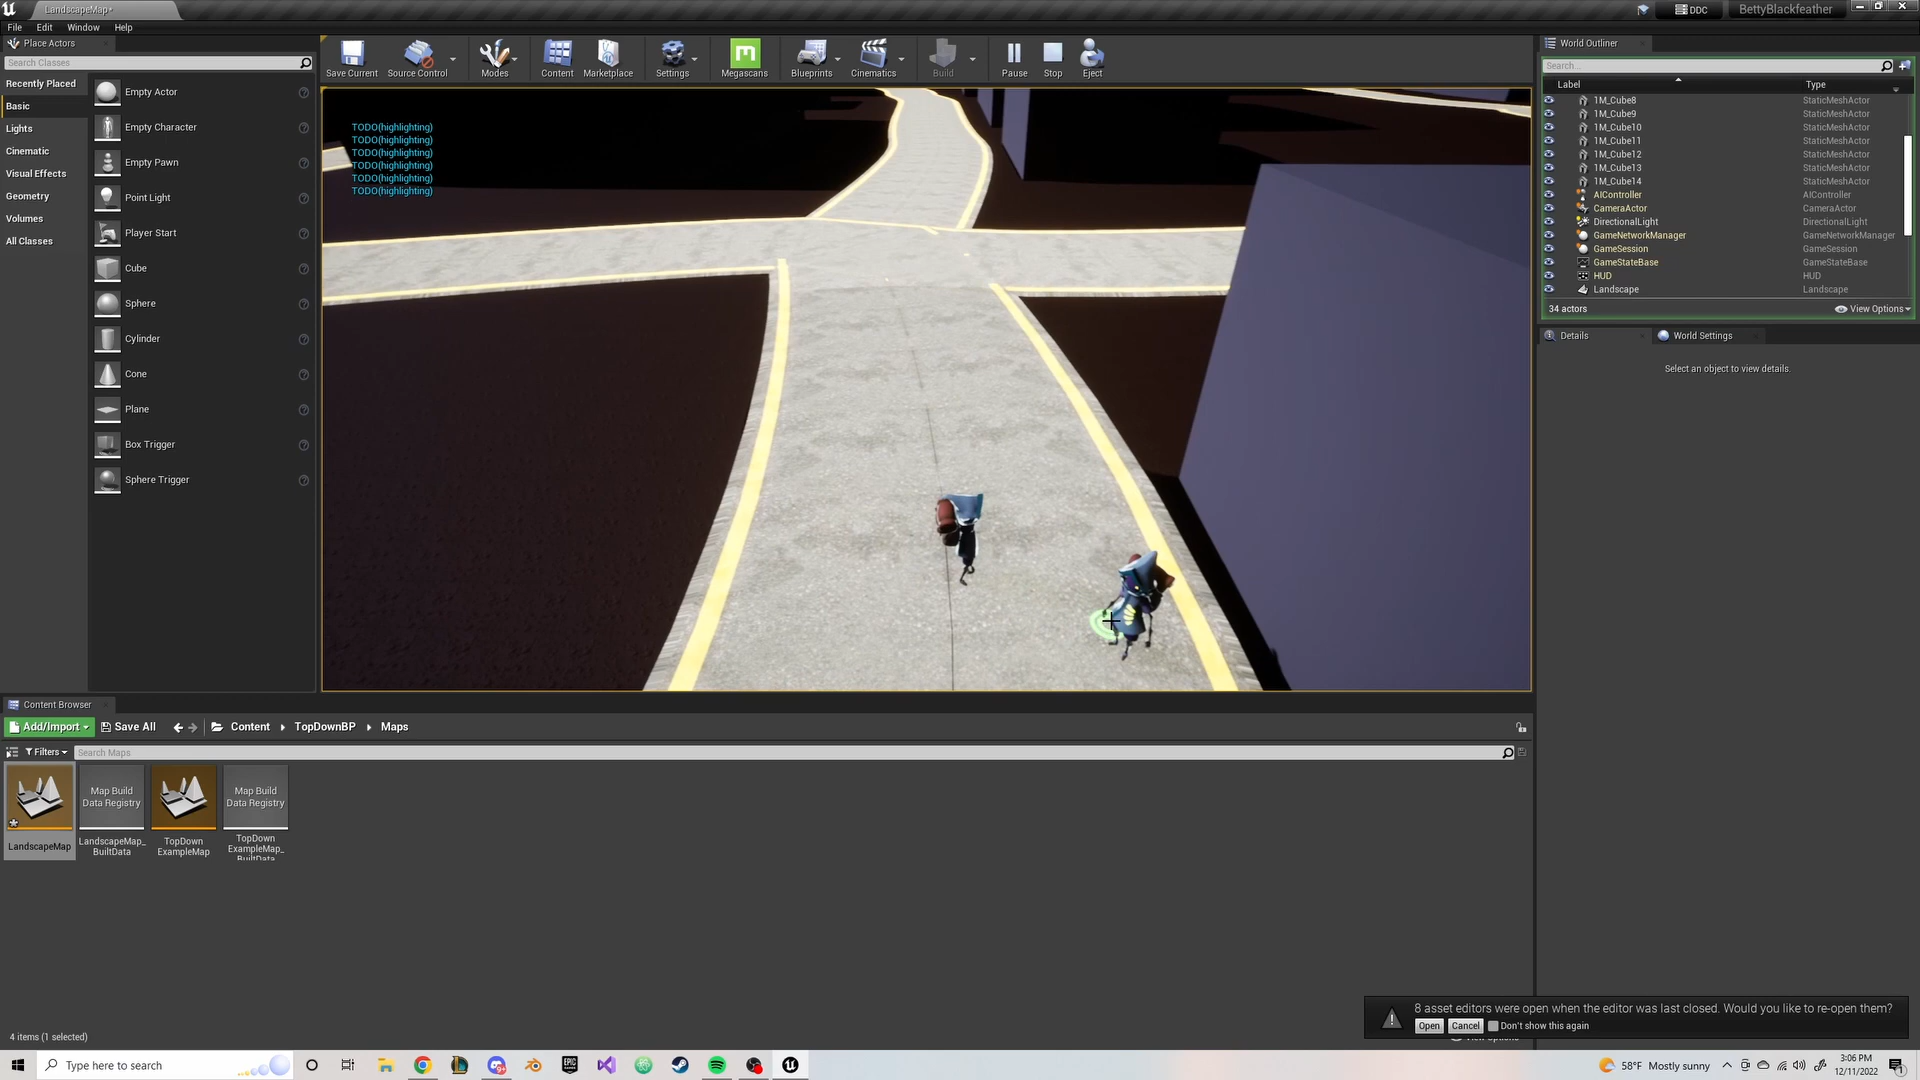 LandscapeMap*
DDC
BettyBlackfeather
File
Edit
Window
Help
Place Actors
Search Classes
Recently Placed
Basic
Lights
Cinematic
Visual Effects
Geometry
Volumes
All Classes
Empty Actor
Empty Character
Empty Pawn
Point Light
Player Start
Cube
Sphere
Cylinder
Cone
Plane
Box Trigger
Sphere Trigger
Save Current
Source Control
Modes
Content
Marketplace
Settings
Megascans
Blueprints
Cinematics
Build
Pause
Stop
Eject
TODO(highlighting)
TODO(highlighting)
TODO(highlighting)
TODO(highlighting)
TODO(highlighting)
TODO(highlighting)
World Outliner
Search...
Label Type
1M_Cube8 StaticMeshActor
1M_Cube9 StaticMeshActor
1M_Cube10 StaticMeshActor
1M_Cube11 StaticMeshActor
1M_Cube12 StaticMeshActor
1M_Cube13 StaticMeshActor
1M_Cube14 StaticMeshActor
AIController AIController
CameraActor CameraActor
DirectionalLight DirectionalLight
GameNetworkManager GameNetworkManager
GameSession GameSession
GameStateBase GameStateBase
HUD HUD
Landscape Landscape
34 actors
View Options
Details
World Settings
Select an object to view details.
Content Browser
Add/Import
Save All
Content
TopDownBP
Maps
Filters
Search Maps
LandscapeMap
Map Build
Data Registry
LandscapeMap_
BuiltData
TopDown
ExampleMap
Map Build
Data Registry
TopDown
ExampleMap_
BuiltData
4 items (1 selected)
8 asset editors were open when the editor was last closed. Would you like to re-open them?
Open
Cancel
Don't show this again
View Options
Type here to search
58°F Mostly sunny
3:06 PM
12/11/2022